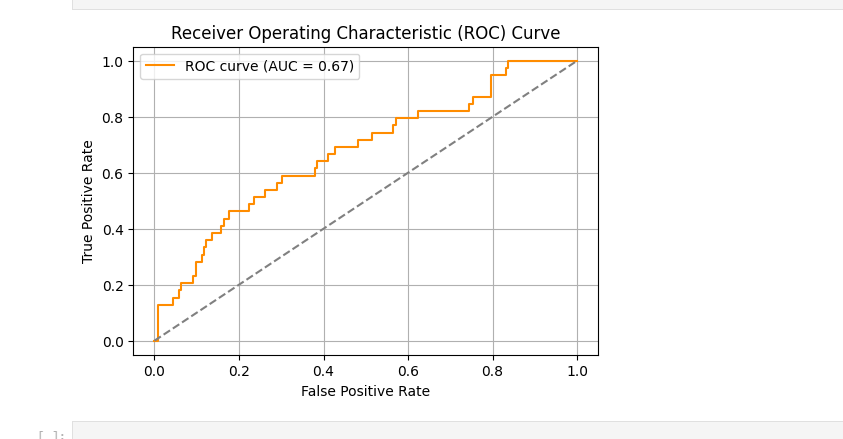 Receiver Operating Characteristic (ROC) Curve
ROC curve (AUC = 0.67)
1.0
0.8
0.6
0.4
0.2
0.0
True Positive Rate
0.0 0.2 0.4 0.6 0.8 1.0
False Positive Rate
[ ]: